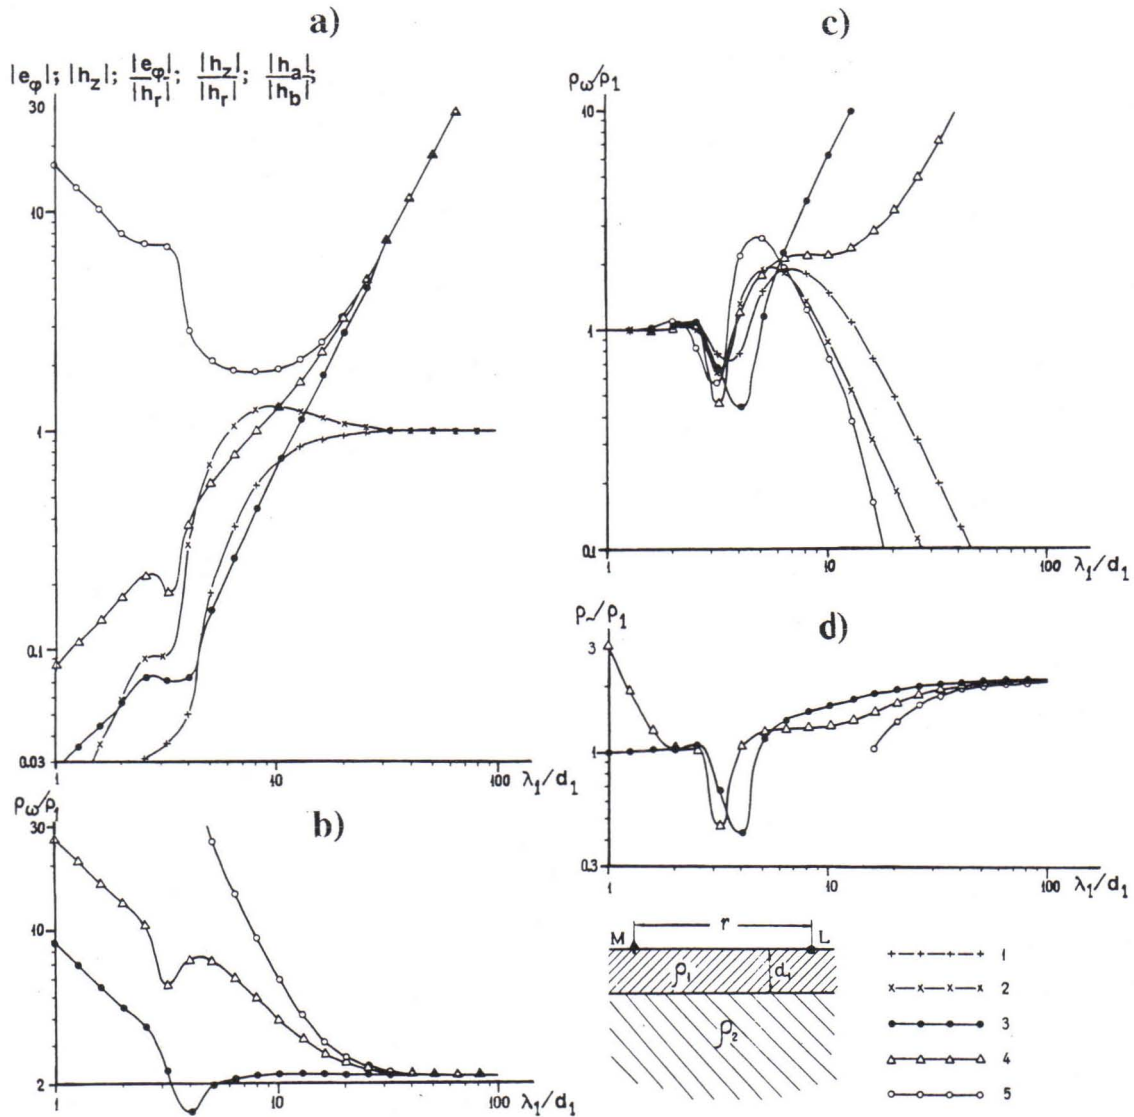 a)
|e_φ|; |h_z|; |e_φ|/|h_r|; |h_z|/|h_r|; |h_a|/|h_b|;
30
10
1
0.1
0.03
1
10
100
λ₁/d₁
b)
ρ_ω/ρ₁
30
10
2
1
10
100
λ₁/d₁
c)
ρ_ω/ρ₁
10
1
0.1
1
10
100
λ₁/d₁
d)
ρ_~/ρ₁
3
1
0.3
1
10
100
λ₁/d₁
M
r
L
ρ₁
d₁
ρ₂
1
2
3
4
5